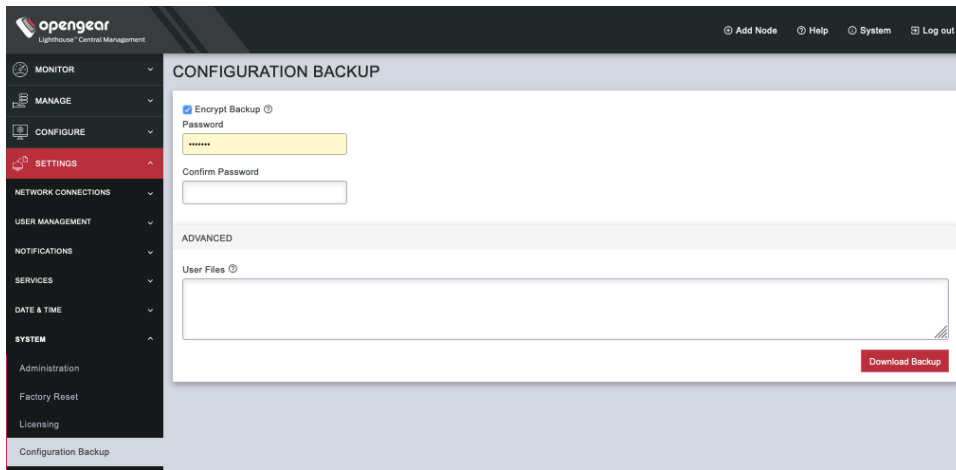 opengear
Lighthouse™ Central Management
Add Node
Help
System
Log out
MONITOR
MANAGE
CONFIGURE
SETTINGS
NETWORK CONNECTIONS
USER MANAGEMENT
NOTIFICATIONS
SERVICES
DATE & TIME
SYSTEM
Administration
Factory Reset
Licensing
Configuration Backup
CONFIGURATION BACKUP
Encrypt Backup
Password
•••••••
Confirm Password
ADVANCED
User Files
Download Backup